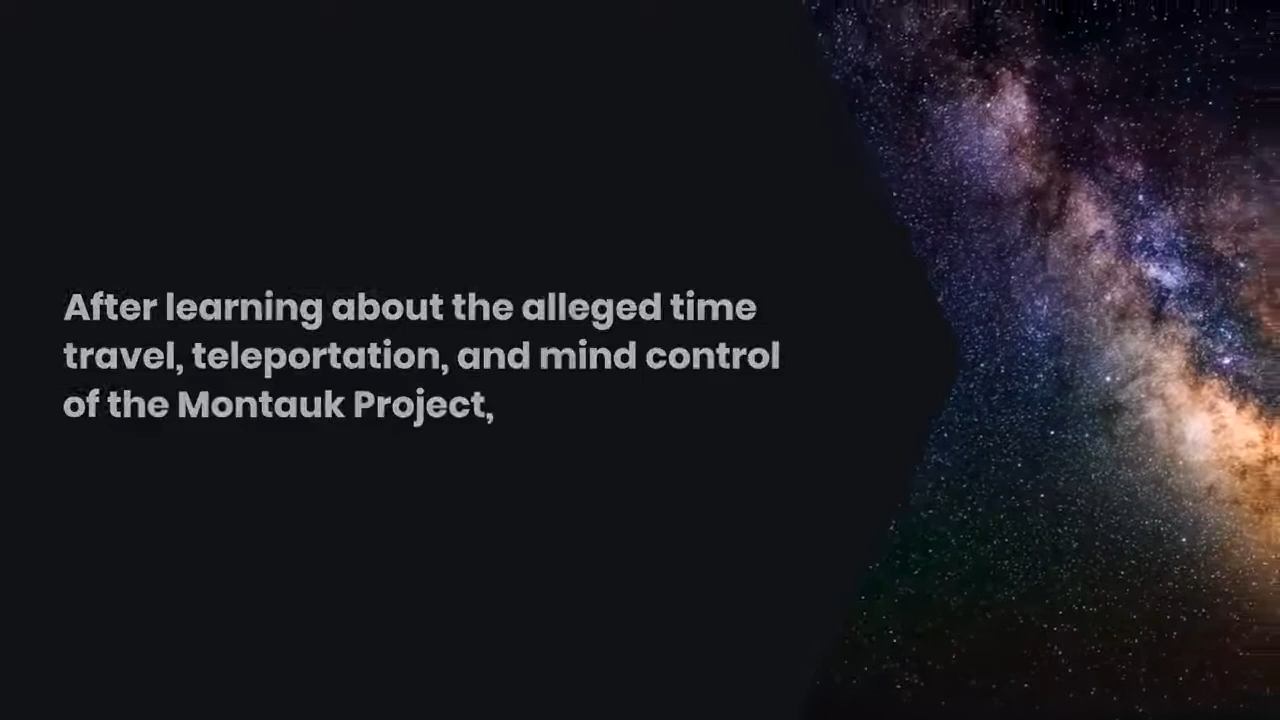 After learning about the alleged time
travel, teleportation, and mind control
of the Montauk Project,